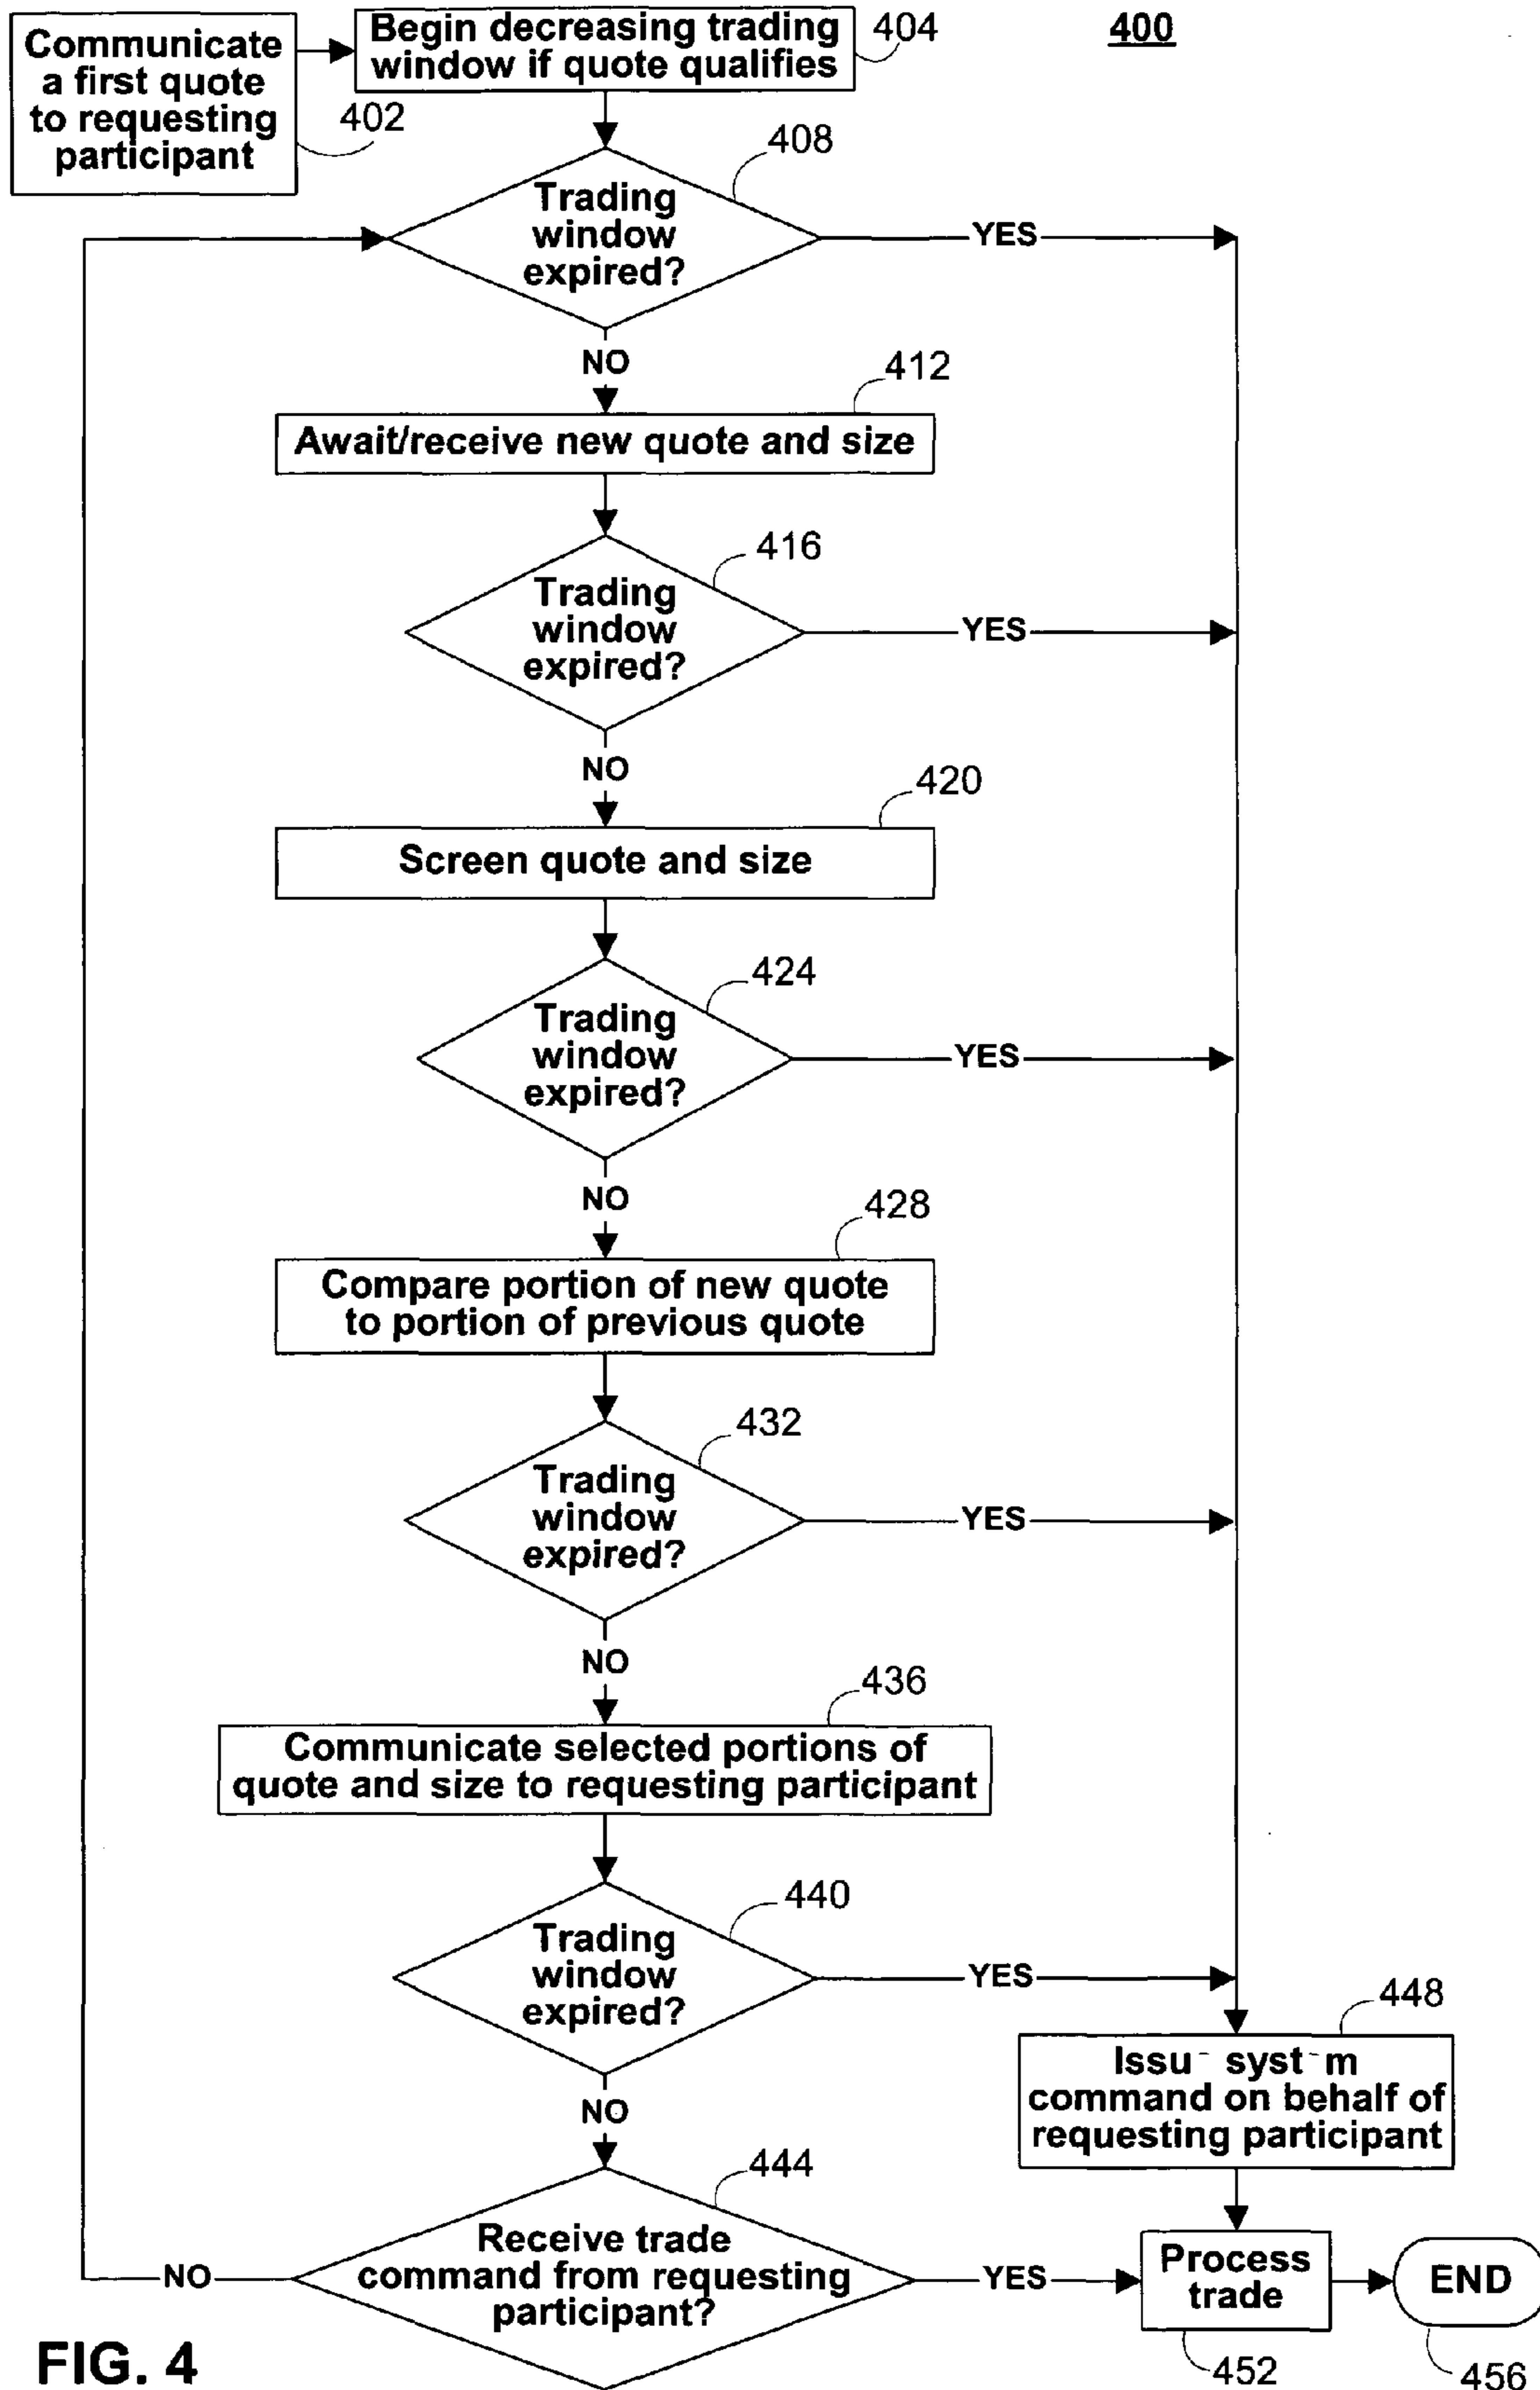 Communicate
a first quote
to requesting
participant
402
Begin decreasing trading
window if quote qualifies
404
400
408
Trading
window
expired?
YES
NO
412
Await/receive new quote and size
416
Trading
window
expired?
YES
NO
420
Screen quote and size
424
Trading
window
expired?
YES
NO
428
Compare portion of new quote
to portion of previous quote
432
Trading
window
expired?
YES
NO
436
Communicate selected portions of
quote and size to requesting participant
440
Trading
window
expired?
YES
NO
448
Issu¯ syst¯m
command on behalf of
requesting participant
444
Receive trade
command from requesting
participant?
NO
YES
Process
trade
452
END
456
FIG. 4